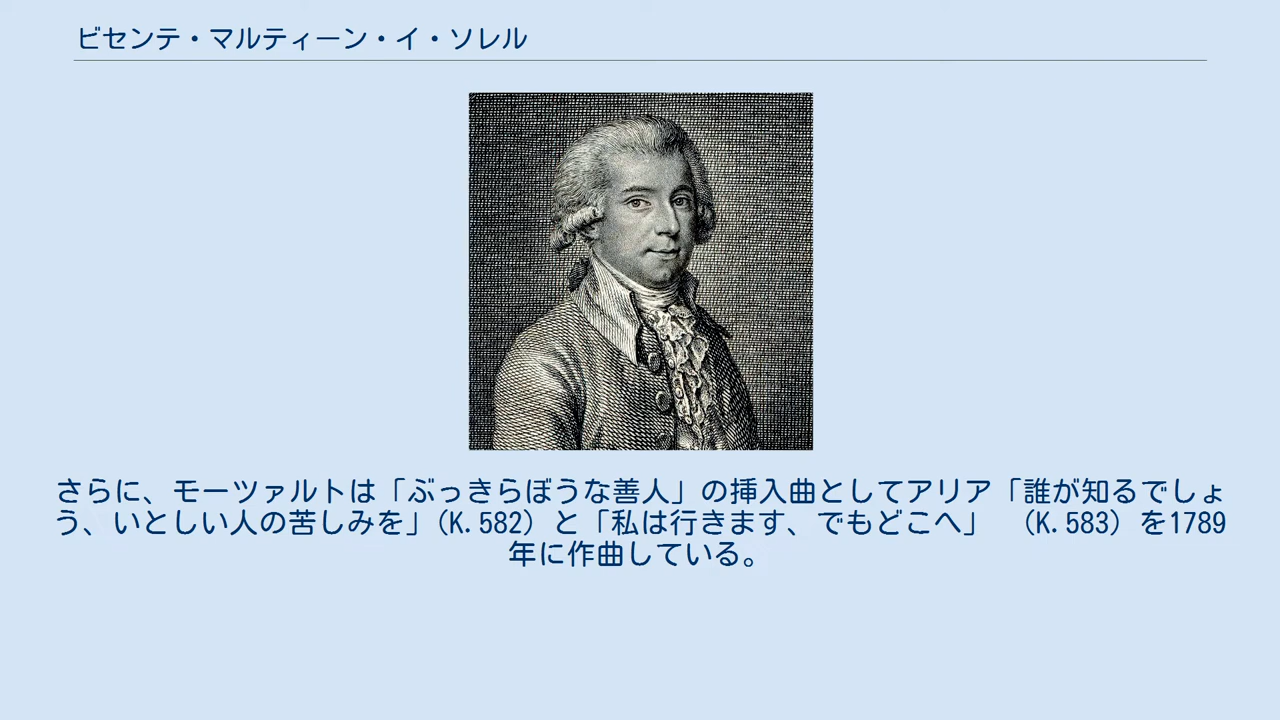 ビセンテ・マルティーン・イ・ソレル
さらに、モーツァルトは「ぶっきらぼうな善人」の挿入曲としてアリア「誰が知るでしょ
う、いとしい人の苦しみを」(K.582) と「私は行きます、でもどこへ」　(K.583) を1789
年に作曲している。